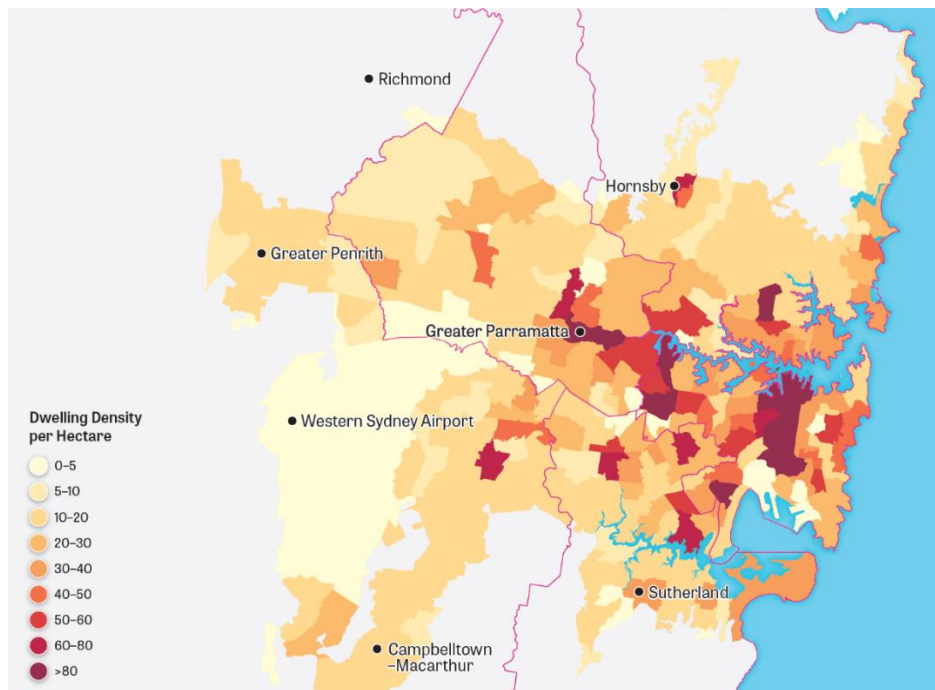 Richmond
Hornsby
Greater Penrith
Greater Parramatta
Western Sydney Airport
Sutherland
Campbelltown
–Macarthur
Dwelling Density
per Hectare
0–5
5–10
10–20
20–30
30–40
40–50
50–60
60–80
>80